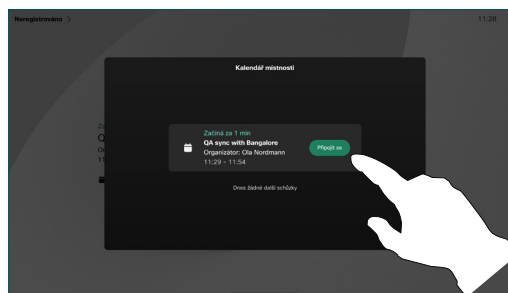 Neregistrováno
11:28
Kalendář místnosti
Začíná za 1 min
QA sync with Bangalore
Organizátor: Ola Nordmann
11:29 – 11:54
Připojit se
Dnes žádné další schůzky